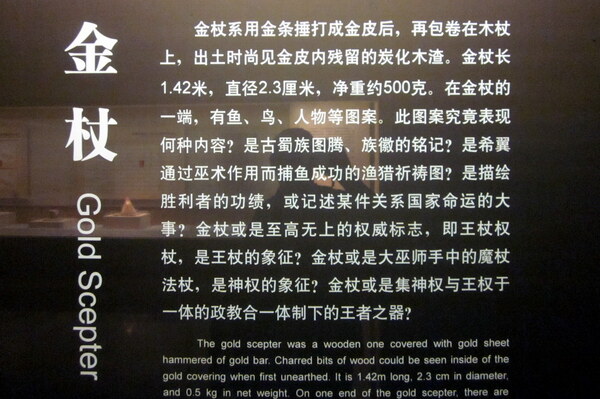 金杖
Gold Scepter
金杖系用金条捶打成金皮后，再包卷在木杖
上，出土时尚见金皮内残留的炭化木渣。金杖长
1.42米，直径2.3厘米，净重约500克。在金杖的
一端，有鱼、鸟、人物等图案。此图案究竟表现
何种内容？是古蜀族图腾、族徽的铭记？是希翼
通过巫术作用而捕鱼成功的渔猎祈祷图？是描绘
胜利者的功绩，或记述某件关系国家命运的大
事？金杖或是至高无上的权威标志，即王杖权
杖，是王权的象征？金杖或是大巫师手中的魔杖
法杖，是神权的象征？金杖或是集神权与王权于
一体的政教合一体制下的王者之器？
The gold scepter was a wooden one covered with gold sheet
hammered of gold bar. Charred bits of wood could be seen inside of the
gold covering when first unearthed. It is 1.42m long, 2.3 cm in diameter,
and 0.5 kg in net weight. On one end of the gold scepter, there are